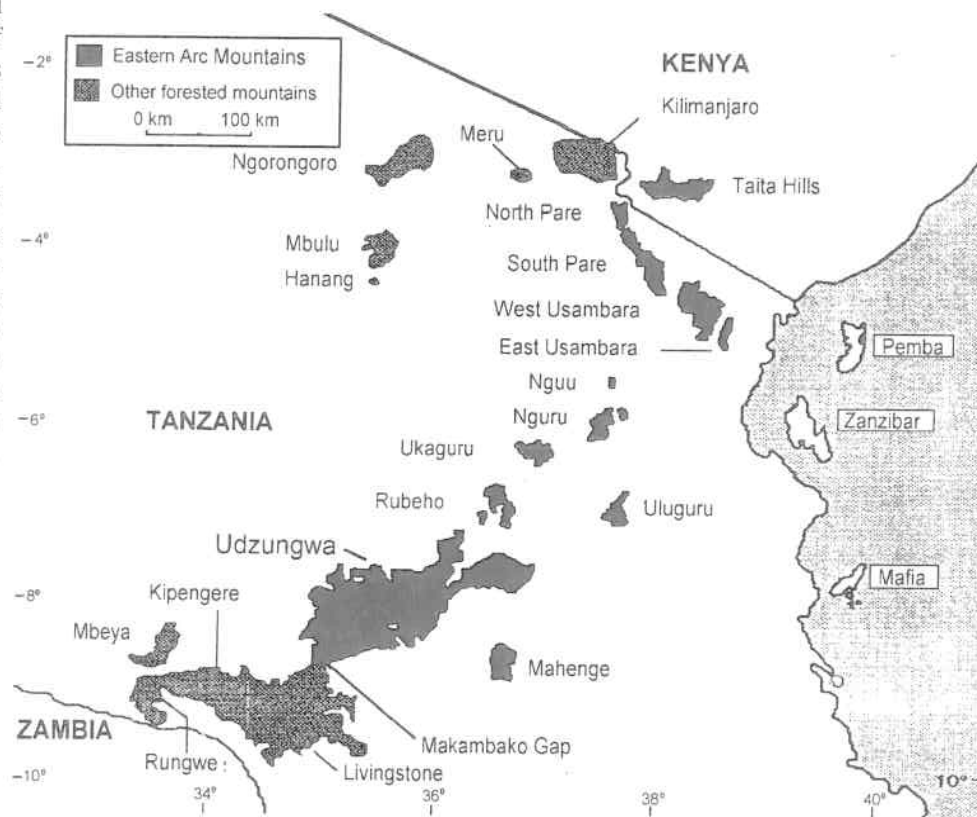 Eastern Arc Mountains
Other forested mountains
0 km 100 km
KENYA
Kilimanjaro
Meru
Ngorongoro
Taita Hills
North Pare
Mbulu
Hanang
South Pare
West Usambara
East Usambara
Pemba
Nguu
TANZANIA
Nguru
Zanzibar
Ukaguru
Rubeho
Uluguru
Udzungwa
Kipengere
Mafia
Mbeya
Mahenge
ZAMBIA
Makambako Gap
Rungwe
Livingstone
–2°
–4°
–6°
–8°
–10°
10°
34°
36°
38°
40°